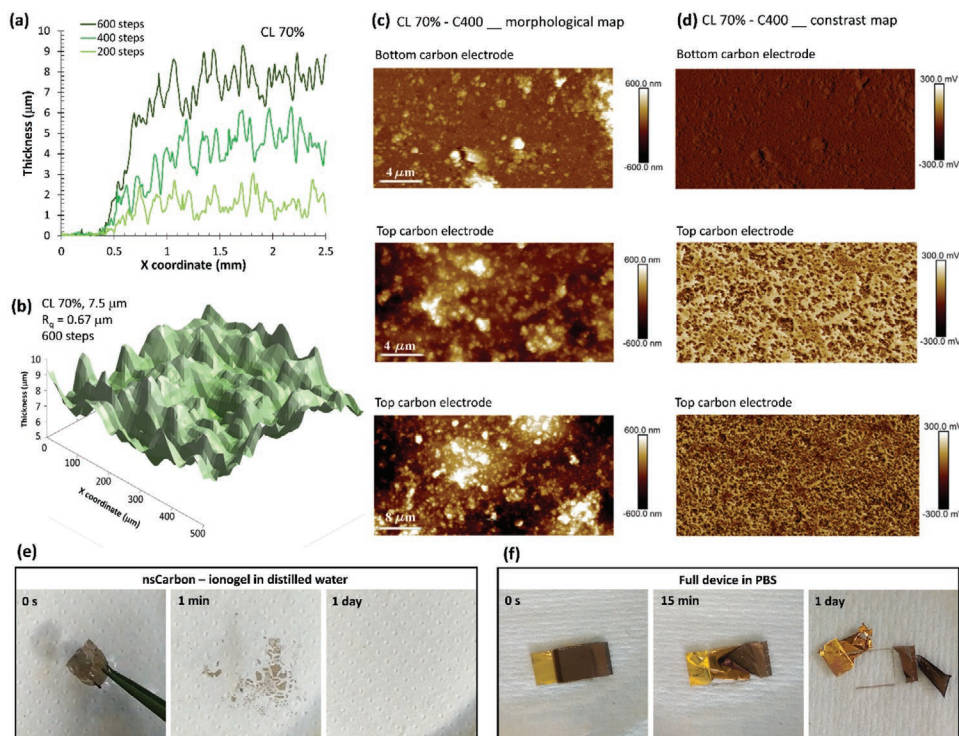 (a)
600 steps
400 steps
200 steps
CL 70%
10
9
8
7
6
5
4
3
2
1
0
Thickness (µm)
0
0.5
1
1.5
2
2.5
X coordinate (mm)
(b)
CL 70%, 7.5 µm
Rq = 0.67 µm
600 steps
10
9
8
7
6
5
Thickness (µm)
0
100
200
300
400
500
X coordinate (µm)
(c)
CL 70% - C400 __ morphological map
Bottom carbon electrode
600.0 nm
-600.0 nm
4 µm
Top carbon electrode
600.0 nm
-600.0 nm
4 µm
Top carbon electrode
600.0 nm
-600.0 nm
8 µm
(d)
CL 70% - C400 __ constrast map
Bottom carbon electrode
300.0 mV
-300.0 mV
Top carbon electrode
300.0 mV
-300.0 mV
Top carbon electrode
300.0 mV
-300.0 mV
(e)
nsCarbon – ionogel in distilled water
0 s
1 min
1 day
(f)
Full device in PBS
0 s
15 min
1 day